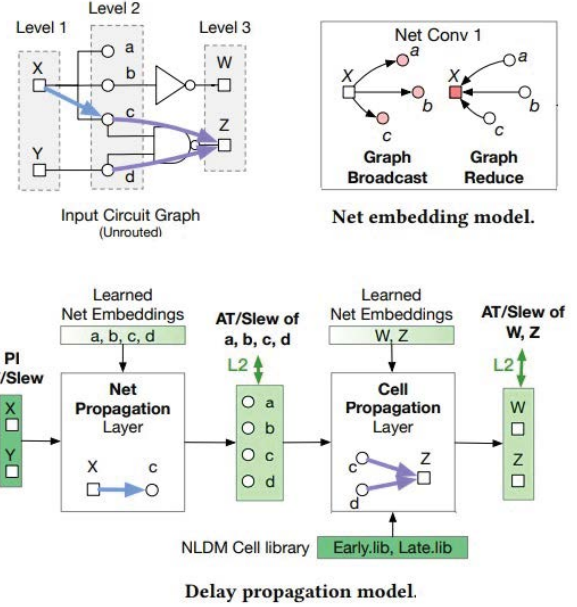 Level 1
Level 2
Level 3
X
Y
a
b
c
d
W
Z
Input Circuit Graph
(Unrouted)
Net Conv 1
X
a
b
c
Graph
Broadcast
X
a
b
c
Graph
Reduce
Net embedding model.
Learned
Net Embeddings
a, b, c, d
PI
/Slew
X
Y
Net
Propagation
Layer
X
c
AT/Slew of
a, b, c, d
L2
a
b
c
d
Learned
Net Embeddings
W, Z
Cell
Propagation
Layer
c
d
Z
AT/Slew of
W, Z
L2
W
Z
NLDM Cell library
Early.lib, Late.lib
Delay propagation model.